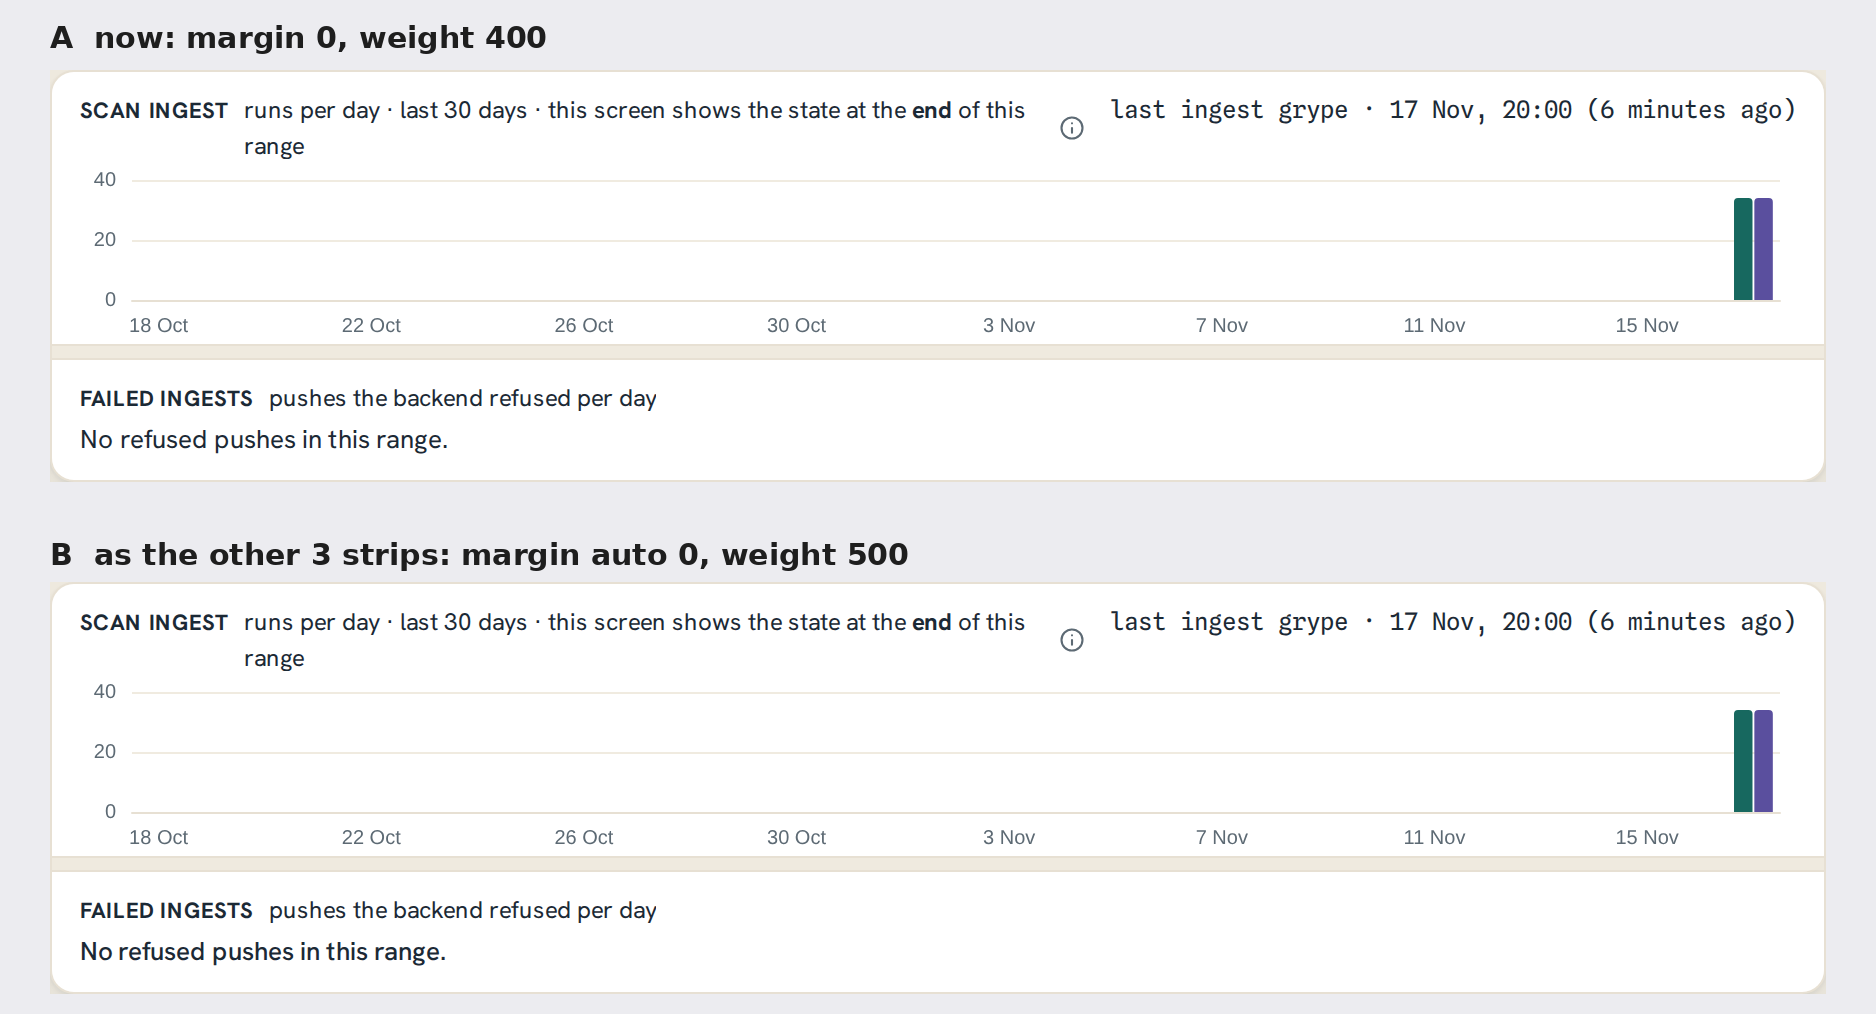 A now: margin 0, weight 400
SCAN INGEST runs per day · last 30 days · this screen shows the state at the end of this
range
last ingest grype · 17 Nov, 20:00 (6 minutes ago)
40
20
0
18 Oct 22 Oct 26 Oct 30 Oct 3 Nov 7 Nov 11 Nov 15 Nov
FAILED INGESTS pushes the backend refused per day
No refused pushes in this range.
B as the other 3 strips: margin auto 0, weight 500
SCAN INGEST runs per day · last 30 days · this screen shows the state at the end of this
range
last ingest grype · 17 Nov, 20:00 (6 minutes ago)
40
20
0
18 Oct 22 Oct 26 Oct 30 Oct 3 Nov 7 Nov 11 Nov 15 Nov
FAILED INGESTS pushes the backend refused per day
No refused pushes in this range.